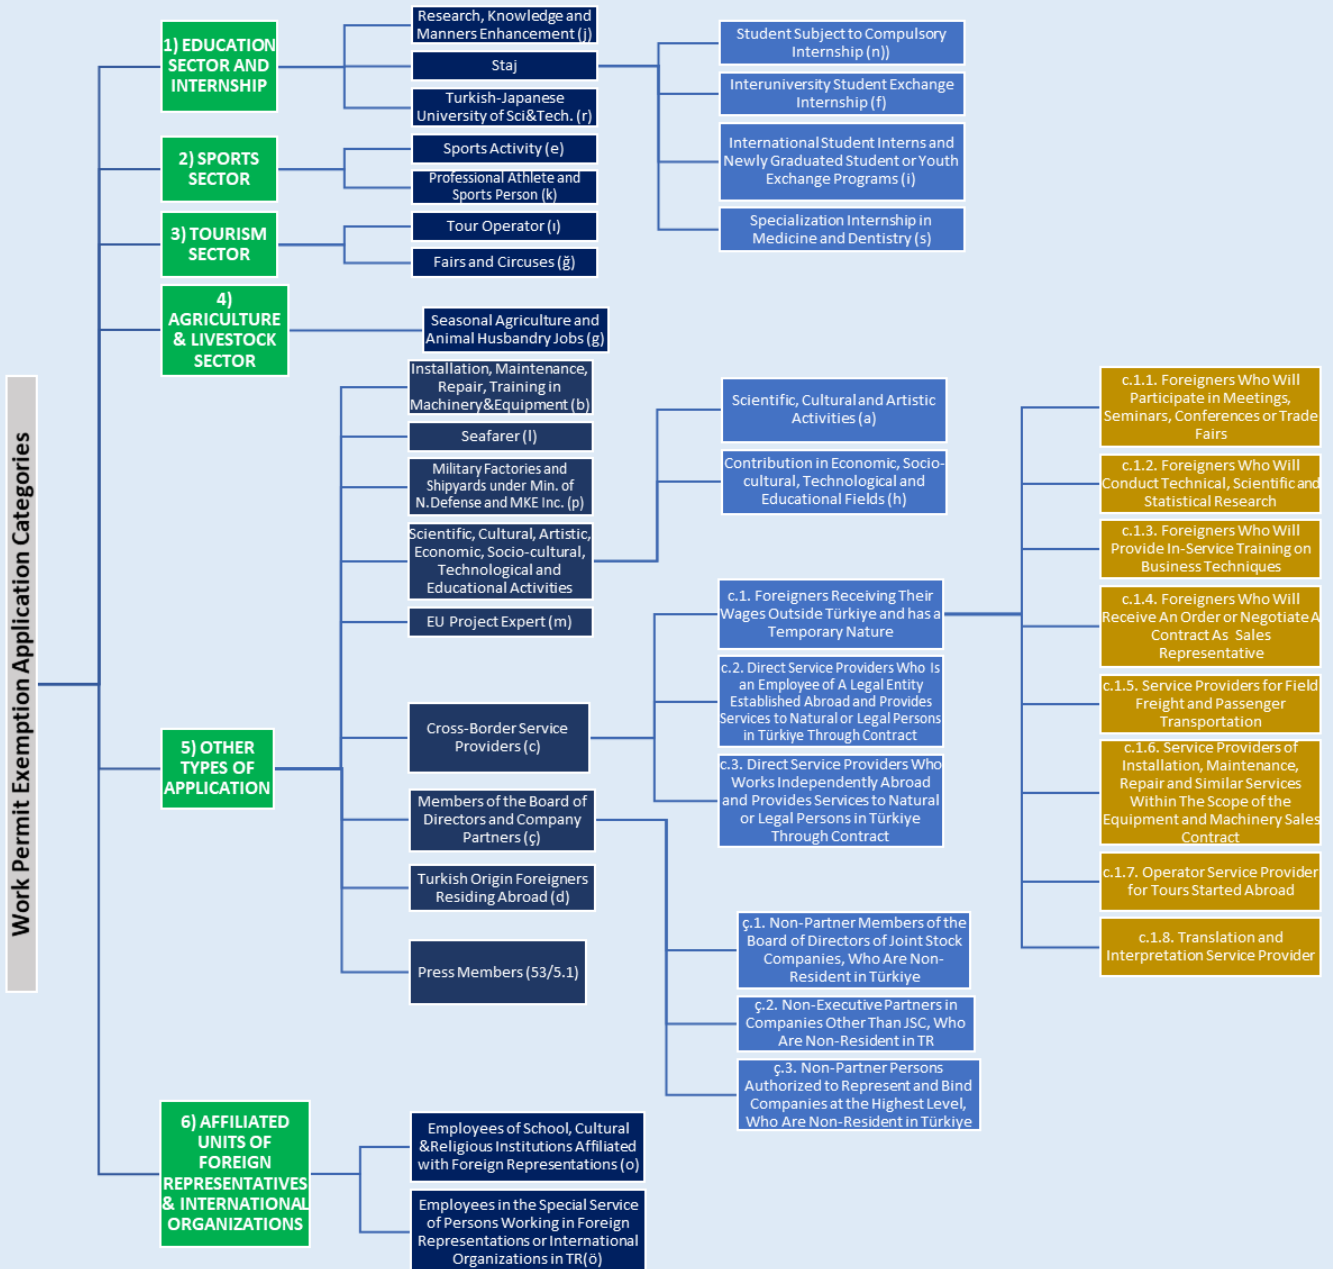 Work Permit Exemption Application Categories
1) EDUCATION
SECTOR AND
INTERNSHIP
Research, Knowledge and
Manners Enhancement (j)
Staj
Turkish-Japanese
University of Sci&Tech. (r)
Student Subject to Compulsory
Internship (n))
Interuniversity Student Exchange
Internship (f)
International Student Interns and
Newly Graduated Student or Youth
Exchange Programs (i)
Specialization Internship in
Medicine and Dentistry (s)
2) SPORTS
SECTOR
Sports Activity (e)
Professional Athlete and
Sports Person (k)
3) TOURISM
SECTOR
Tour Operator (ı)
Fairs and Circuses (ğ)
4)
AGRICULTURE
& LIVESTOCK
SECTOR
Seasonal Agriculture and
Animal Husbandry Jobs (g)
5) OTHER
TYPES OF
APPLICATION
Installation, Maintenance,
Repair, Training in
Machinery&Equipment (b)
Seafarer (l)
Military Factories and
Shipyards under Min. of
N.Defense and MKE Inc. (p)
Scientific, Cultural, Artistic,
Economic, Socio-cultural,
Technological and
Educational Activities
EU Project Expert (m)
Cross-Border Service
Providers (c)
Members of the Board of
Directors and Company
Partners (ç)
Turkish Origin Foreigners
Residing Abroad (d)
Press Members (53/5.1)
Scientific, Cultural and Artistic
Activities (a)
Contribution in Economic, Socio-
cultural, Technological and
Educational Fields (h)
c.1. Foreigners Receiving Their
Wages Outside Türkiye and has a
Temporary Nature
c.2. Direct Service Providers Who Is
an Employee of A Legal Entity
Established Abroad and Provides
Services to Natural or Legal Persons
in Türkiye Through Contract
c.3. Direct Service Providers Who
Works Independently Abroad
and Provides Services to Natural
or Legal Persons in Türkiye
Through Contract
ç.1. Non-Partner Members of the
Board of Directors of Joint Stock
Companies, Who Are Non-
Resident in Türkiye
ç.2. Non-Executive Partners in
Companies Other Than JSC, Who
Are Non-Resident in TR
ç.3. Non-Partner Persons
Authorized to Represent and Bind
Companies at the Highest Level,
Who Are Non-Resident in Türkiye
c.1.1. Foreigners Who Will
Participate in Meetings,
Seminars, Conferences or Trade
Fairs
c.1.2. Foreigners Who Will
Conduct Technical, Scientific and
Statistical Research
c.1.3. Foreigners Who Will
Provide In-Service Training on
Business Techniques
c.1.4. Foreigners Who Will
Receive An Order or Negotiate A
Contract As Sales
Representative
c.1.5. Service Providers for Field
Freight and Passenger
Transportation
c.1.6. Service Providers of
Installation, Maintenance,
Repair and Similar Services
Within The Scope of the
Equipment and Machinery Sales
Contract
c.1.7. Operator Service Provider
for Tours Started Abroad
c.1.8. Translation and
Interpretation Service Provider
6) AFFILIATED
UNITS OF
FOREIGN
REPRESENTATIVES
& INTERNATIONAL
ORGANIZATIONS
Employees of School, Cultural
&Religious Institutions Affiliated
with Foreign Representations (o)
Employees in the Special Service
of Persons Working in Foreign
Representations or International
Organizations in TR(ö)